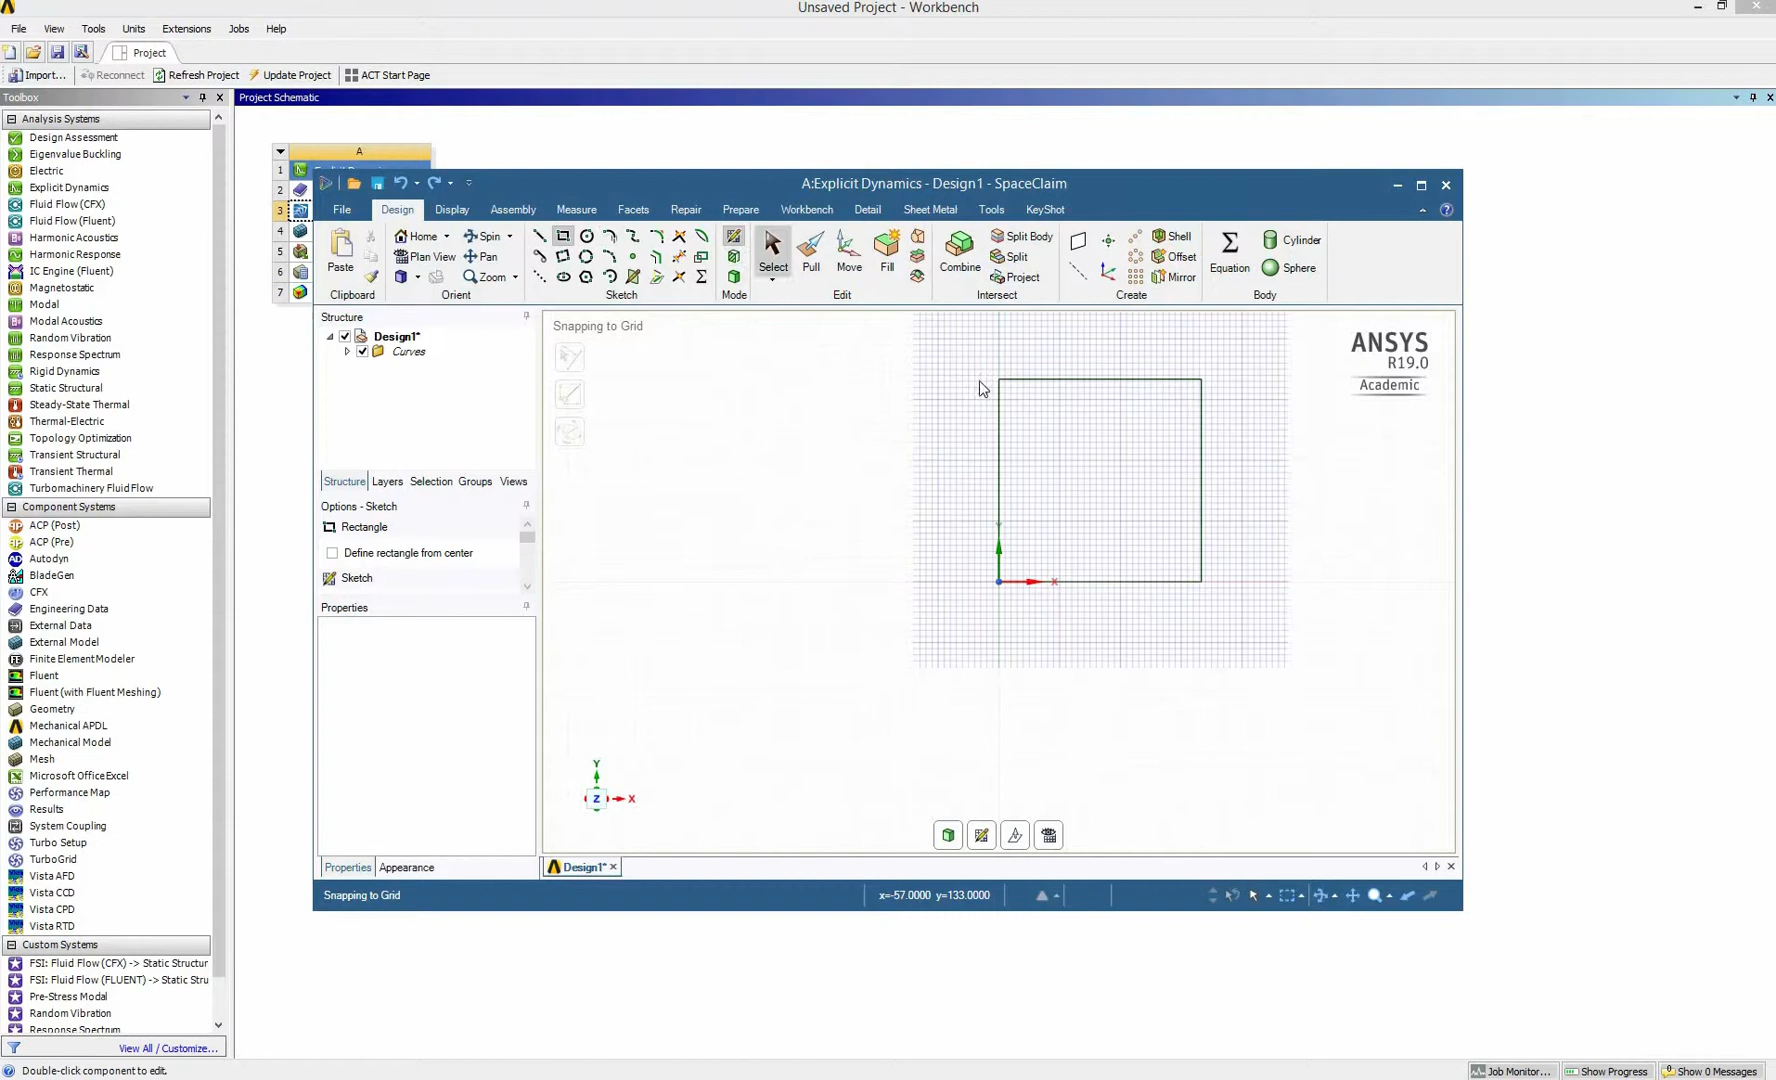 Unsaved Project - Workbench
File View Tools Units Extensions Jobs Help
Project
Import... Reconnect Refresh Project Update Project ACT Start Page
Toolbox
Project Schematic
Analysis Systems
Design Assessment
Eigenvalue Buckling
Electric
Explicit Dynamics
Fluid Flow (CFX)
Fluid Flow (Fluent)
Harmonic Acoustics
Harmonic Response
IC Engine (Fluent)
Magnetostatic
Modal
Modal Acoustics
Random Vibration
Response Spectrum
Rigid Dynamics
Static Structural
Steady-State Thermal
Thermal-Electric
Topology Optimization
Transient Structural
Transient Thermal
Turbomachinery Fluid Flow
Component Systems
ACP (Post)
ACP (Pre)
Autodyn
BladeGen
CFX
Engineering Data
External Data
External Model
Finite Element Modeler
Fluent
Fluent (with Fluent Meshing)
Geometry
Mechanical APDL
Mechanical Model
Mesh
Microsoft Office Excel
Performance Map
Results
System Coupling
Turbo Setup
TurboGrid
Vista AFD
Vista CCD
Vista CPD
Vista RTD
Custom Systems
FSI: Fluid Flow (CFX) -> Static Structur
FSI: Fluid Flow (FLUENT) -> Static Stru
Pre-Stress Modal
Random Vibration
Response Spectrum
View All / Customize...
Double-click component to edit.
A
1
2
3
4
5
6
7
A:Explicit Dynamics - Design1 - SpaceClaim
File Design Display Assembly Measure Facets Repair Prepare Workbench Detail Sheet Metal Tools KeyShot
Paste
Clipboard
Home Spin
Plan View Pan
Zoom
Orient
Sketch
Mode
Select Pull Move Fill
Edit
Combine
Split Body
Split
Project
Intersect
Shell
Offset
Mirror
Create
Equation
Cylinder
Sphere
Body
Structure
Design1*
Curves
Structure Layers Selection Groups Views
Options - Sketch
Rectangle
Define rectangle from center
Sketch
Properties
Properties Appearance
Snapping to Grid
ANSYS
R19.0
Academic
X
Y
Z X
Design1*
Snapping to Grid
x=-57.0000 y=133.0000
Job Monitor... Show Progress Show 0 Messages